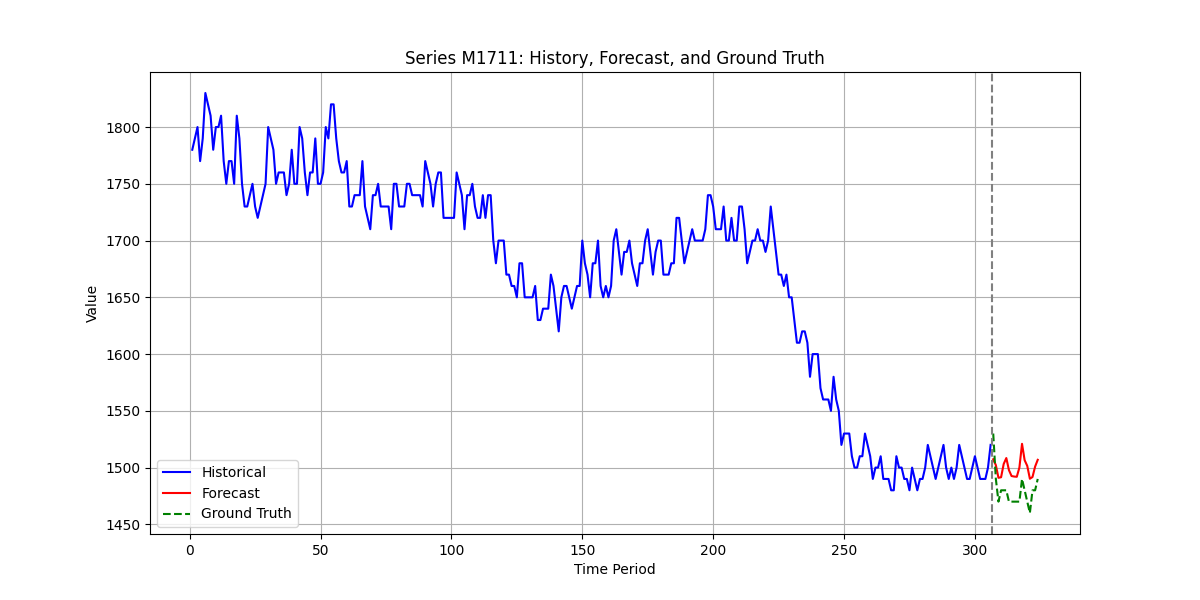 Series M1711: History, Forecast, and Ground Truth
Value
1800
1750
1700
1650
1600
1550
1500
1450
Historical
Forecast
Ground Truth
0 50 100 150 200 250 300
Time Period